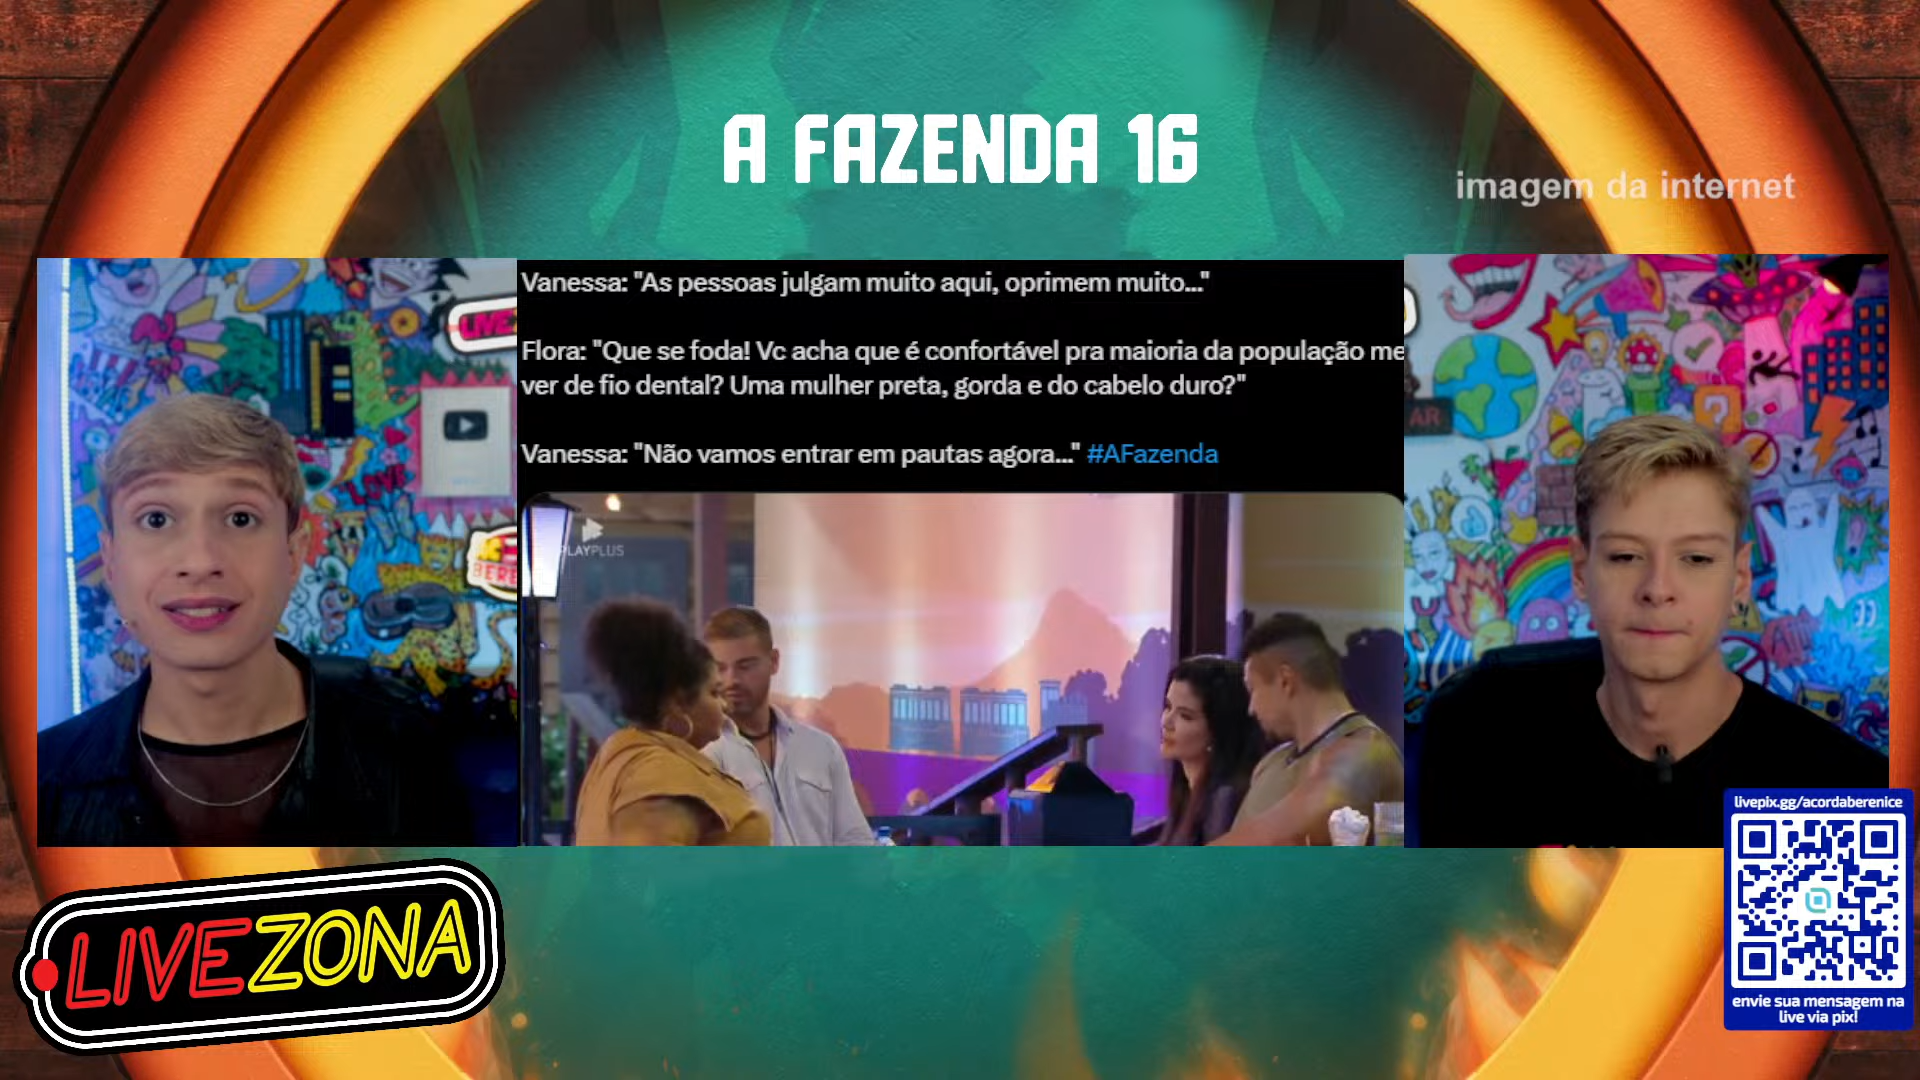 A FAZENDA 16
imagem da internet
Vanessa: "As pessoas julgam muito aqui, oprimem muito..."
Flora: "Que se foda! Vc acha que é confortável pra maioria da população me
ver de fio dental? Uma mulher preta, gorda e do cabelo duro?"
Vanessa: "Não vamos entrar em pautas agora..." #AFazenda
PLAYPLUS
LOVE
AR
LIVEZONA
livepix.gg/acordaberenice
envie sua mensagem na
live via pix!